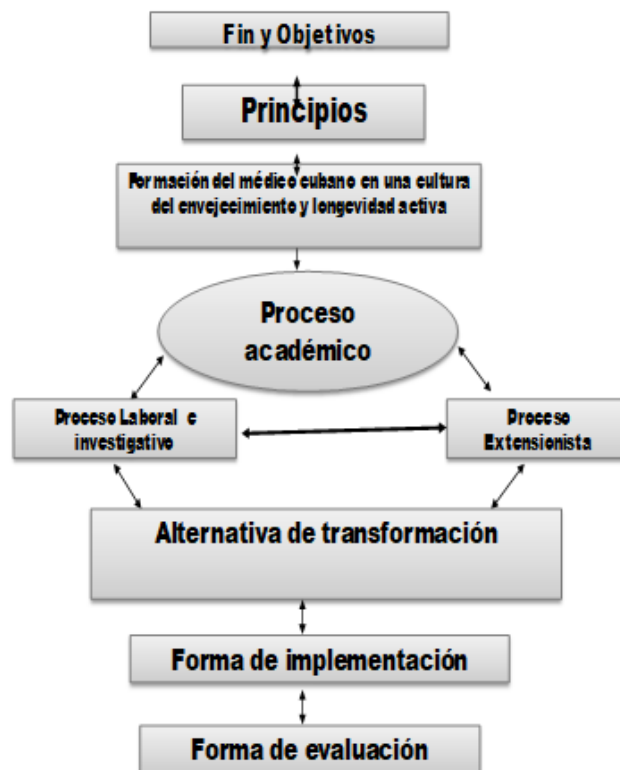 Fin y Objetivos
Principios
Formación del médico cubano en una cultura
del envejecimiento y longevidad activa
Proceso
académico
Proceso Laboral e
investigativo
Proceso
Extensionista
Alternativa de transformación
Forma de implementación
Forma de evaluación